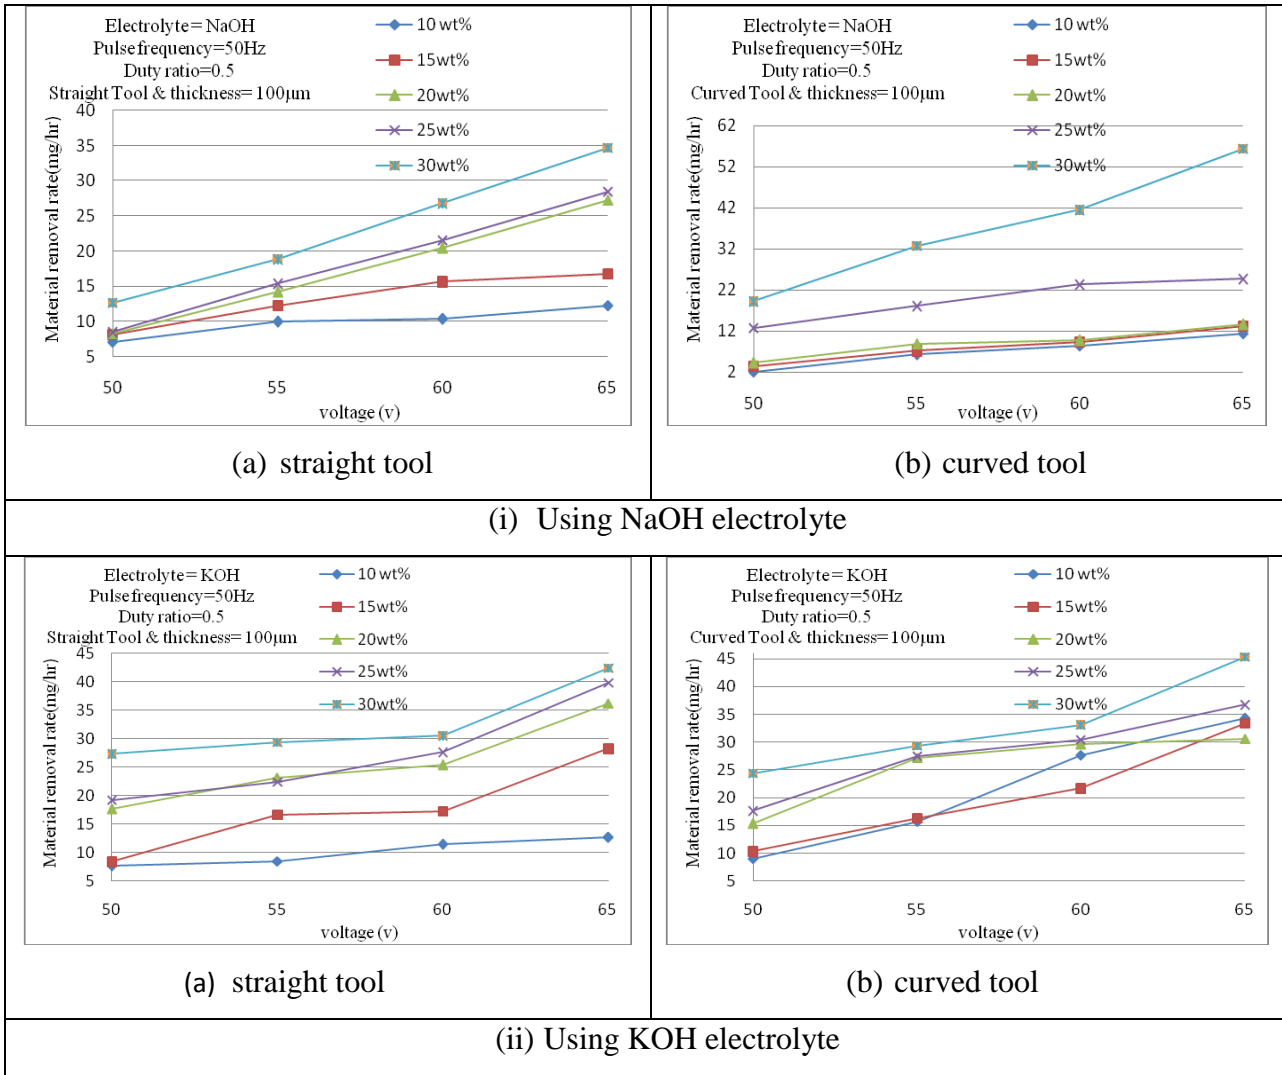 Electrolyte= NaOH
Pulse frequency=50Hz
Duty ratio=0.5
Straight Tool & thickness= 100µm
10 wt%
15wt%
20wt%
25wt%
30wt%
Material removal rate(mg/hr)
40
35
30
25
20
15
10
5
50
55
60
65
voltage (v)
(a) straight tool
Electrolyte= NaOH
Pulse frequency=50Hz
Duty ratio=0.5
Curved Tool & thickness= 100µm
10 wt%
15wt%
20wt%
25wt%
30wt%
Material removal rate(mg/hr)
62
52
42
32
22
12
2
50
55
60
65
voltage (v)
(b) curved tool
(i) Using NaOH electrolyte
Electrolyte= KOH
Pulse frequency=50Hz
Duty ratio=0.5
Straight Tool & thickness= 100µm
10 wt%
15wt%
20wt%
25wt%
30wt%
Material removal rate(mg/hr)
45
40
35
30
25
20
15
10
5
50
55
60
65
voltage (v)
(a) straight tool
Electrolyte= KOH
Pulse frequency=50Hz
Duty ratio=0.5
Curved Tool & thickness= 100µm
10 wt%
15wt%
20wt%
25wt%
30wt%
Material removal rate(mg/hr)
45
40
35
30
25
20
15
10
5
50
55
60
65
voltage (v)
(b) curved tool
(ii) Using KOH electrolyte